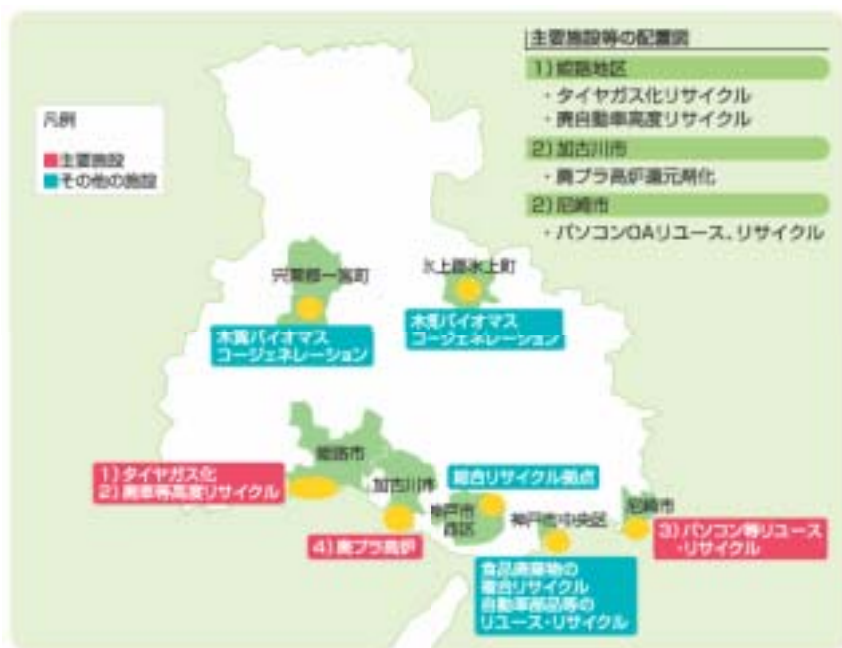 主要施設等の配置図
1）姫路地区
・タイヤガス化リサイクル
・廃自動車高度リサイクル
2）加古川市
・廃プラ高炉還元剤化
2）尼崎市
・パソコンOAリユース、リサイクル
凡例
■主要施設
■その他の施設
宍粟郡一宮町
氷上郡氷上町
木質バイオマス
コージェネレーション
木質バイオマス
コージェネレーション
姫路市
1）タイヤガス化
2）廃車等高度リサイクル
加古川市
総合リサイクル拠点
神戸市
西区
神戸市中央区
尼崎市
3）パソコン等リユース
・リサイクル
4）廃プラ高炉
食品廃棄物の
複合リサイクル
自動車部品等の
リユース・リサイクル